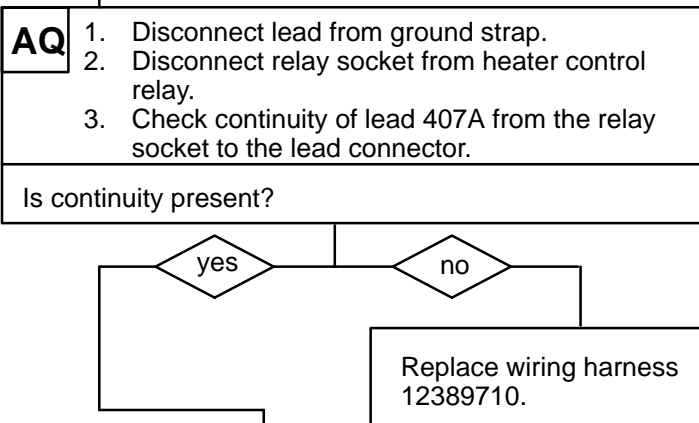 AQ
1. Disconnect lead from ground strap.
2. Disconnect relay socket from heater control
relay.
3. Check continuity of lead 407A from the relay
socket to the lead connector.
Is continuity present?
yes
no
Replace wiring harness
12389710.